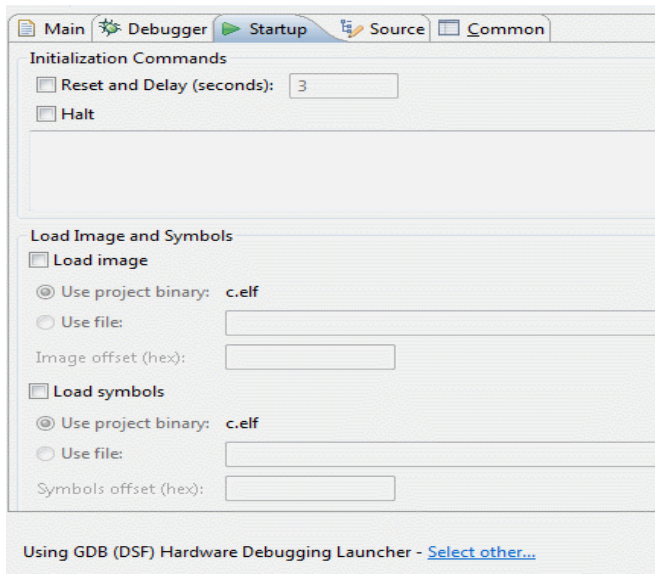 Main Debugger Startup Source Common
Initialization Commands
Reset and Delay (seconds): 3
Halt
Load Image and Symbols
Load image
Use project binary: c.elf
Use file:
Image offset (hex):
Load symbols
Use project binary: c.elf
Use file:
Symbols offset (hex):
Using GDB (DSF) Hardware Debugging Launcher - Select other...